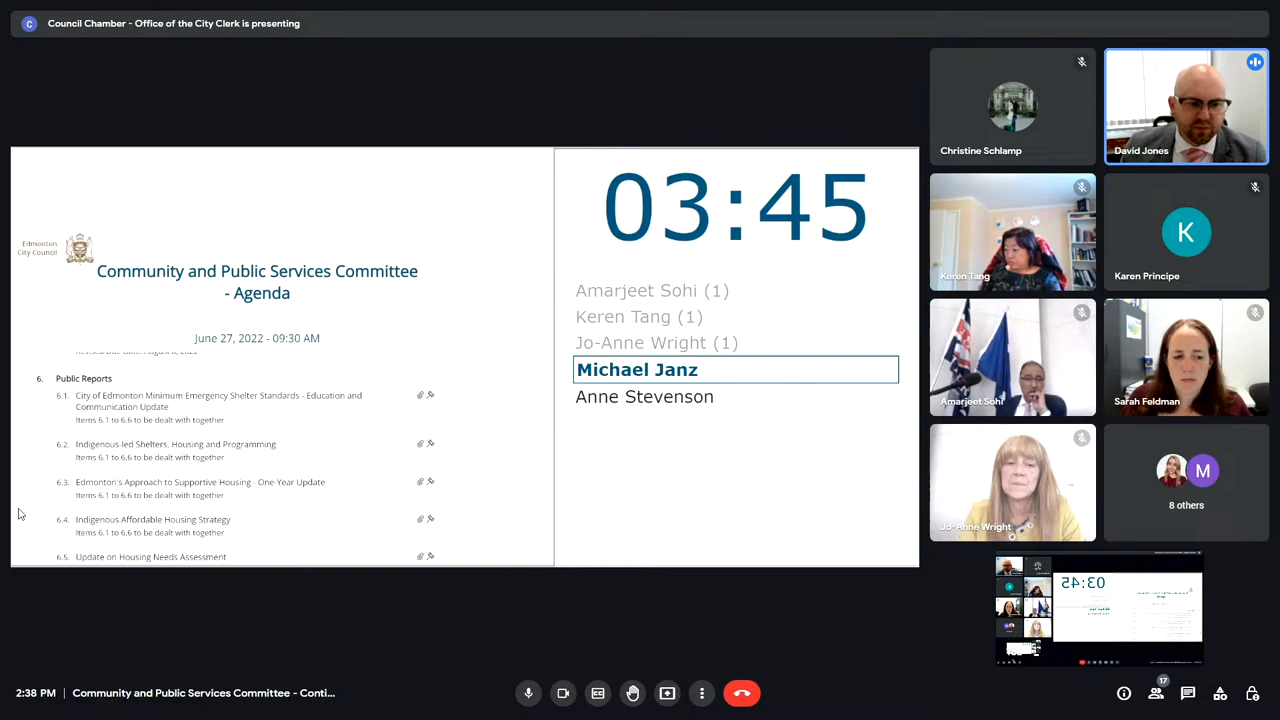 C
Council Chamber - Office of the City Clerk is presenting
Edmonton
City Council
Community and Public Services Committee
- Agenda
June 27, 2022 - 09:30 AM
6. Public Reports
6.1. City of Edmonton Minimum Emergency Shelter Standards - Education and
Communication Update
Items 6.1 to 6.6 to be dealt with together
6.2. Indigenous-led Shelters, Housing and Programming
Items 6.1 to 6.6 to be dealt with together
6.3. Edmonton's Approach to Supportive Housing - One-Year Update
Items 6.1 to 6.6 to be dealt with together
6.4. Indigenous Affordable Housing Strategy
Items 6.1 to 6.6 to be dealt with together
6.5. Update on Housing Needs Assessment
03:45
Amarjeet Sohi (1)
Keren Tang (1)
Jo-Anne Wright (1)
Michael Janz
Anne Stevenson
Christine Schlamp
David Jones
Keren Tang
K
Karen Principe
Amarjeet Sohi
Sarah Feldman
Jo-Anne Wright
M
8 others
03:45
2:38 PM | Community and Public Services Committee - Conti...
17